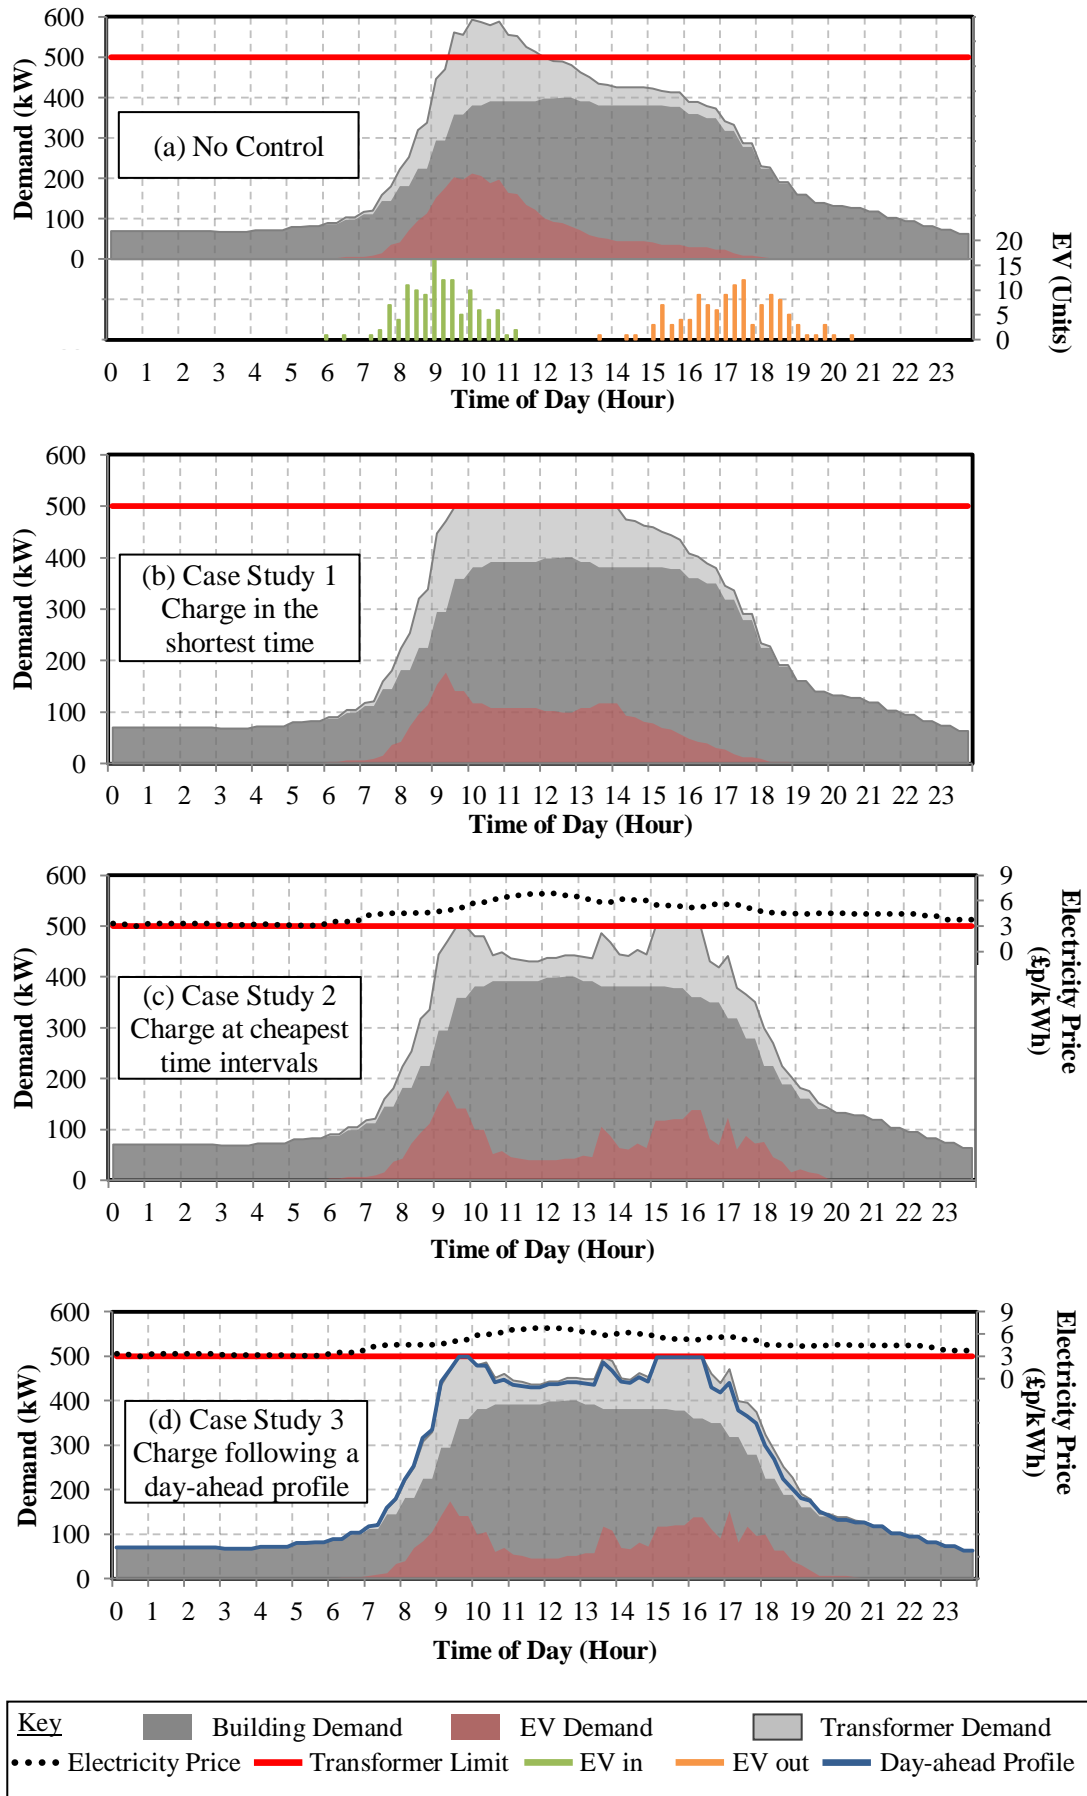 600
500
400
300
200
100
0
Demand (kW)
(a) No Control
20
15
10
5
0
EV (Units)
0 1 2 3 4 5 6 7 8 9 10 11 12 13 14 15 16 17 18 19 20 21 22 23
Time of Day (Hour)
600
500
400
300
200
100
0
Demand (kW)
(b) Case Study 1
Charge in the
shortest time
0 1 2 3 4 5 6 7 8 9 10 11 12 13 14 15 16 17 18 19 20 21 22 23
Time of Day (Hour)
600
500
400
300
200
100
0
Demand (kW)
(c) Case Study 2
Charge at cheapest
time intervals
9
6
3
0
Electricity Price
(£p/kWh)
0 1 2 3 4 5 6 7 8 9 10 11 12 13 14 15 16 17 18 19 20 21 22 23
Time of Day (Hour)
600
500
400
300
200
100
0
Demand (kW)
(d) Case Study 3
Charge following a
day-ahead profile
9
6
3
0
Electricity Price
(£p/kWh)
0 1 2 3 4 5 6 7 8 9 10 11 12 13 14 15 16 17 18 19 20 21 22 23
Time of Day (Hour)
Key Building Demand EV Demand Transformer Demand
Electricity Price Transformer Limit EV in EV out Day-ahead Profile